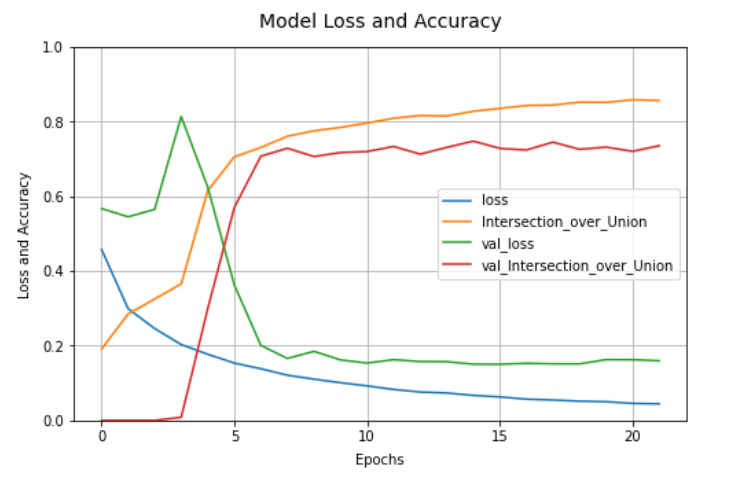 Model Loss and Accuracy
1.0
0.8
0.6
0.4
0.2
0.0
Loss and Accuracy
loss
Intersection_over_Union
val_loss
val_Intersection_over_Union
0
5
10
15
20
Epochs